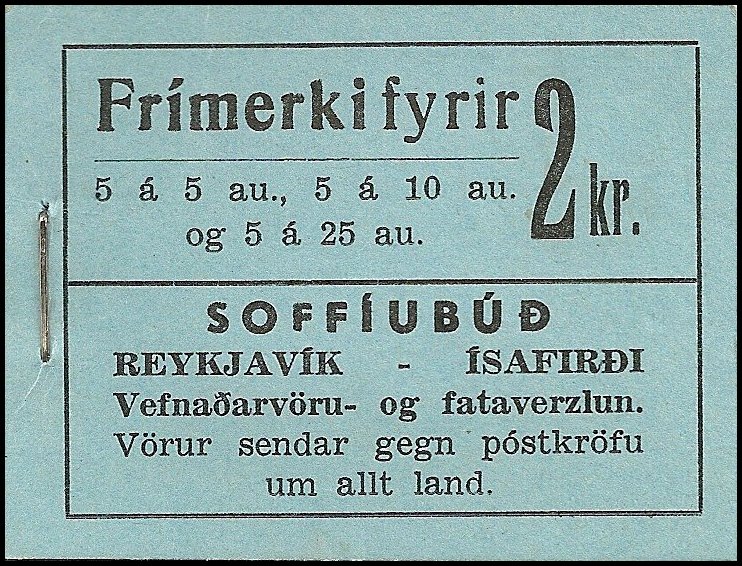 Frímerki fyrir 2 kr.
5 á 5 au., 5 á 10 au.
og 5 á 25 au.
SOFFÍUBÚÐ
REYKJAVÍK - ÍSAFIRÐI
Vefnaðarvöru- og fataverzlun.
Vörur sendar gegn póstkröfu
um allt land.